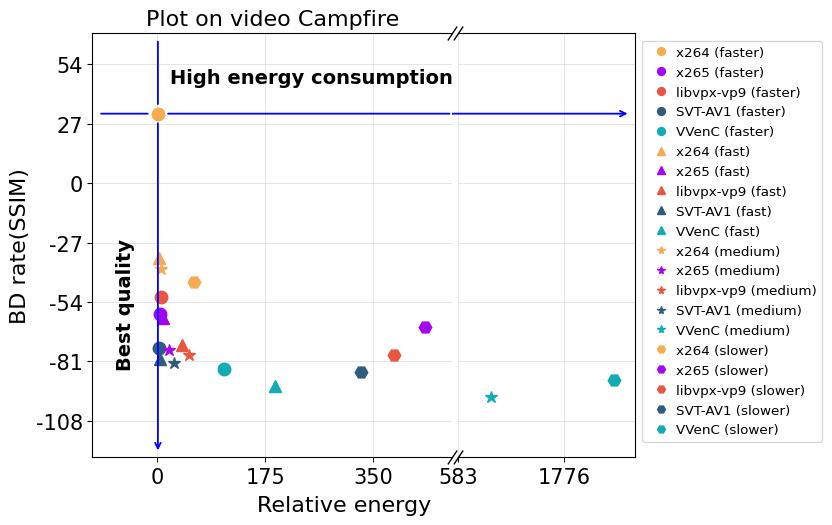 Plot on video Campfire
High energy consumption
Best quality
BD rate(SSIM)
54
27
0
-27
-54
-81
-108
0 175 350 583 1776
Relative energy
x264 (faster)
x265 (faster)
libvpx-vp9 (faster)
SVT-AV1 (faster)
VVenC (faster)
x264 (fast)
x265 (fast)
libvpx-vp9 (fast)
SVT-AV1 (fast)
VVenC (fast)
x264 (medium)
x265 (medium)
libvpx-vp9 (medium)
SVT-AV1 (medium)
VVenC (medium)
x264 (slower)
x265 (slower)
libvpx-vp9 (slower)
SVT-AV1 (slower)
VVenC (slower)